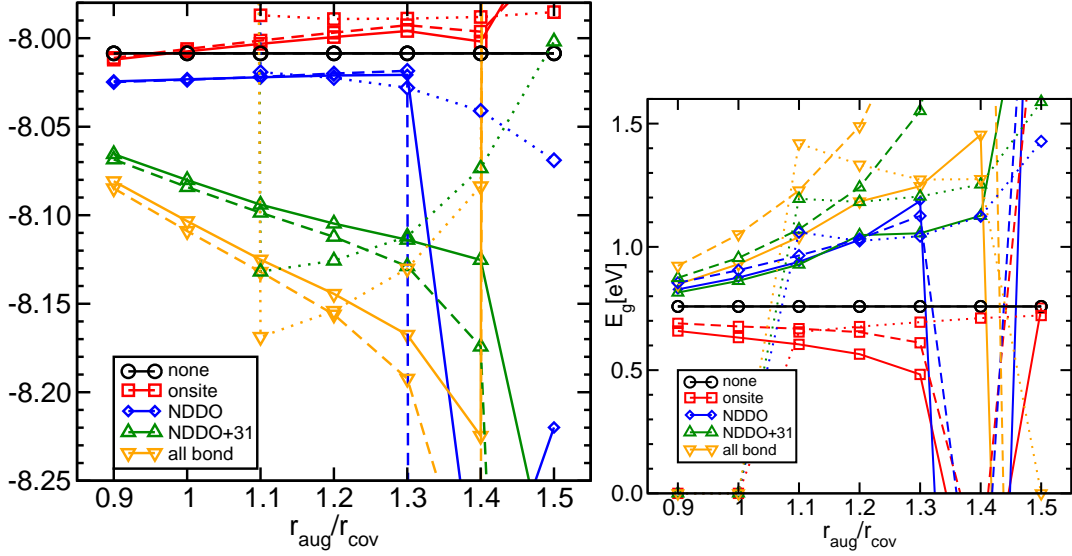 -8.00
-8.05
-8.10
-8.15
-8.20
-8.25
0.9 1 1.1 1.2 1.3 1.4 1.5
r_aug/r_cov
none
onsite
NDDO
NDDO+31
all bond
E_g[eV]
1.5
1.0
0.5
0.0
0.9 1 1.1 1.2 1.3 1.4 1.5
r_aug/r_cov
none
onsite
NDDO
NDDO+31
all bond